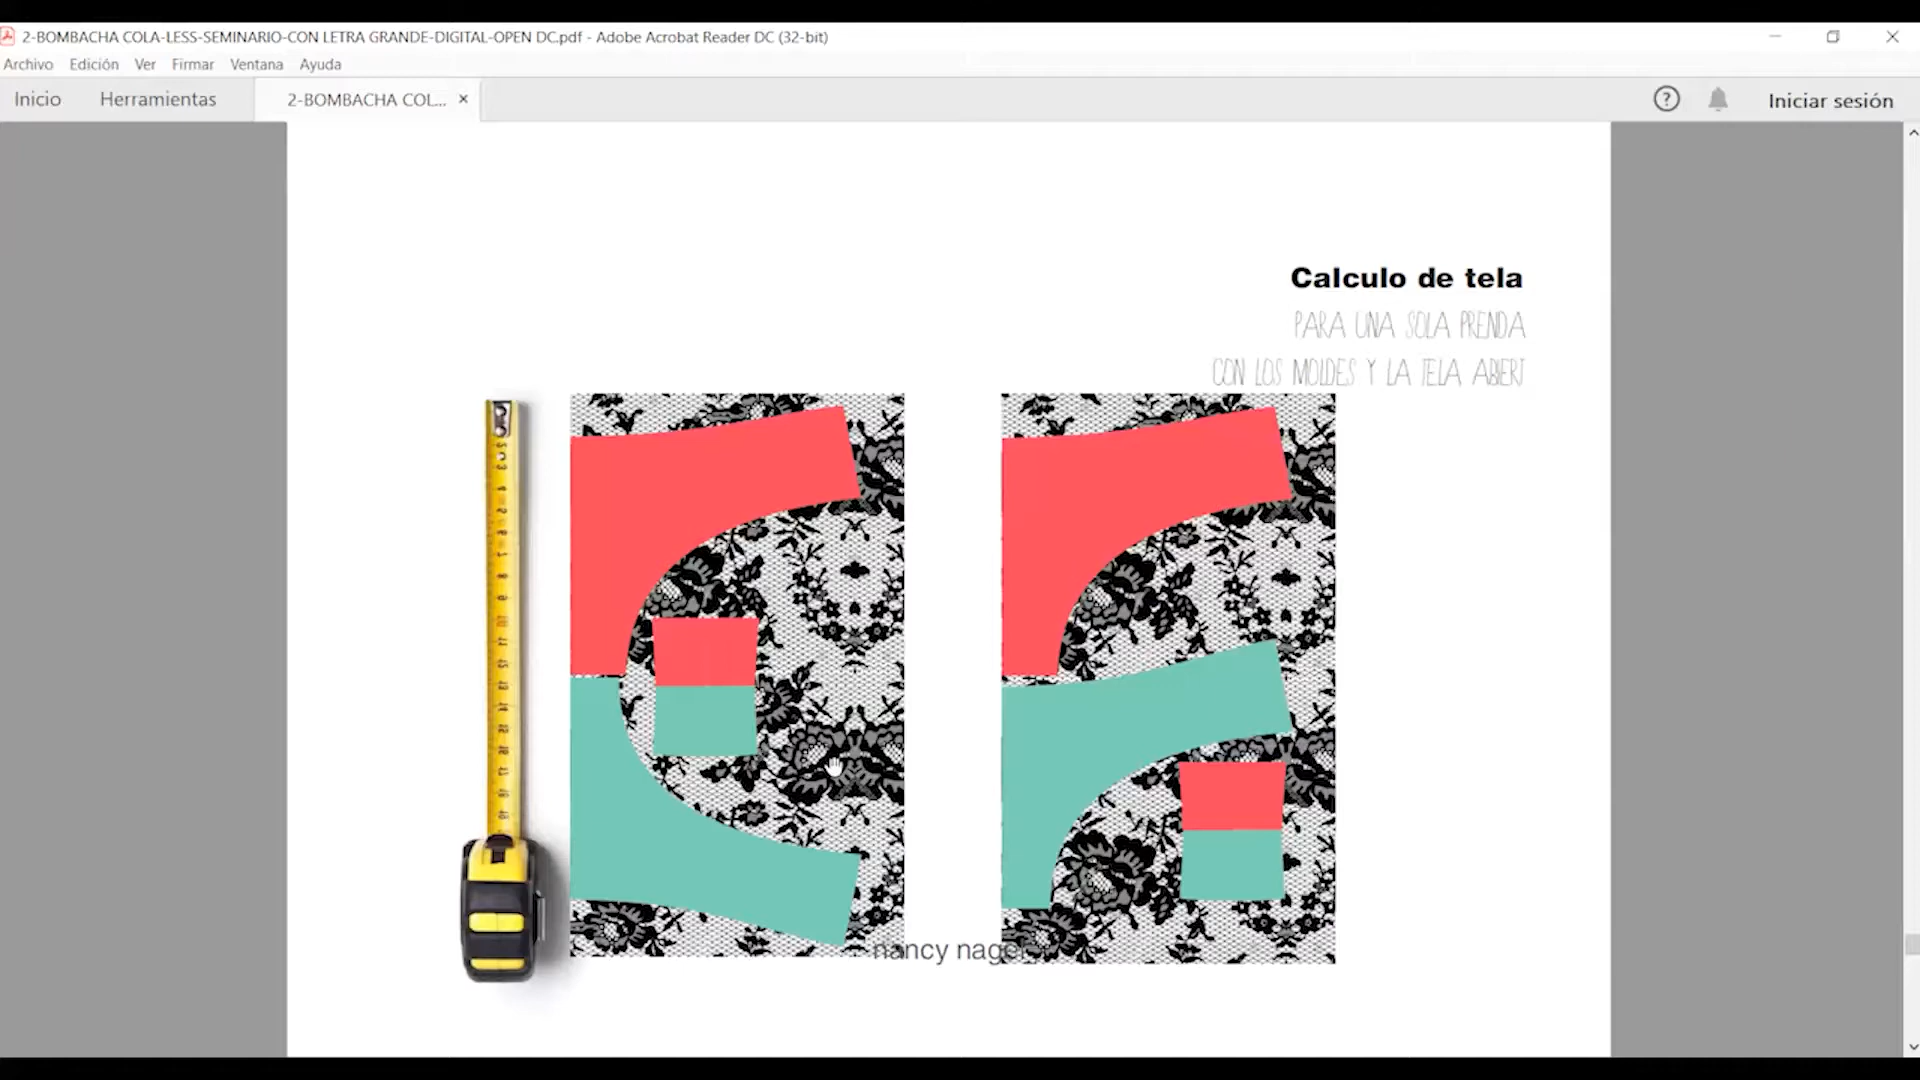 2-BOMBACHA COLA-LESS-SEMINARIO-CON LETRA GRANDE-DIGITAL-OPEN DC.pdf - Adobe Acrobat Reader DC (32-bit)
Archivo Edición Ver Firmar Ventana Ayuda
Inicio Herramientas 2-BOMBACHA COL... × ? Iniciar sesión
Calculo de tela
PARA UNA SOLA PRENDA
CON LOS MOLDES Y LA TELA ABIERT
nancy nagel